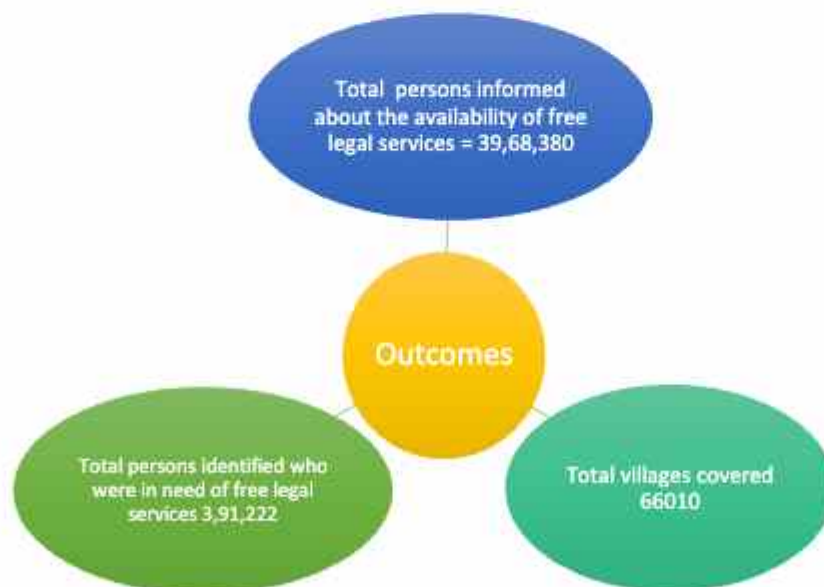 Total persons informed
about the availability of free
legal services = 39,68,380
Outcomes
Total persons identified who
were in need of free legal
services 3,91,222
Total villages covered
66010